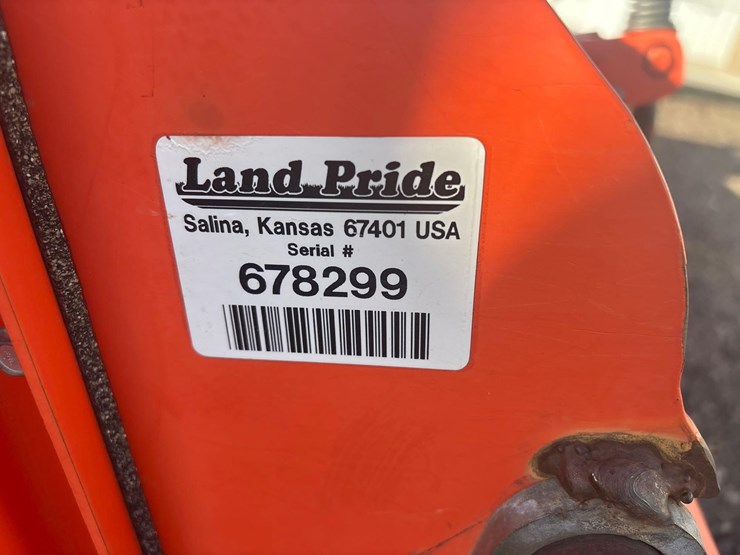 Land Pride
Salina, Kansas 67401 USA
Serial #
678299